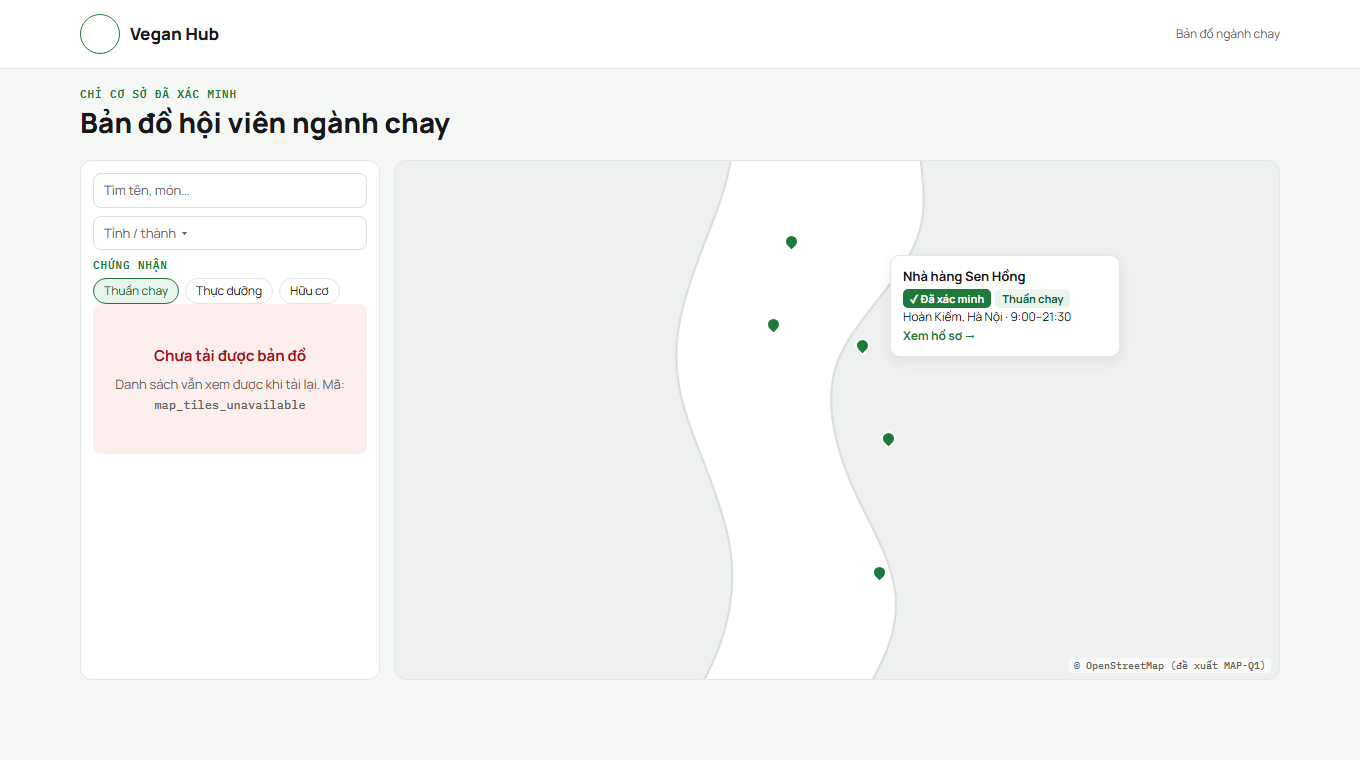 Vegan Hub
Bản đồ ngành chay
CHỈ CƠ SỞ ĐÃ XÁC MINH
Bản đồ hội viên ngành chay
Tìm tên, món...
Tỉnh / thành ▾
CHỨNG NHẬN
Thuần chay
Thực dưỡng
Hữu cơ
Chưa tải được bản đồ
Danh sách vẫn xem được khi tải lại. Mã:
map_tiles_unavailable
Nhà hàng Sen Hồng
✓ Đã xác minh
Thuần chay
Hoàn Kiếm, Hà Nội · 9:00–21:30
Xem hồ sơ →
© OpenStreetMap (đề xuất MAP-Q1)